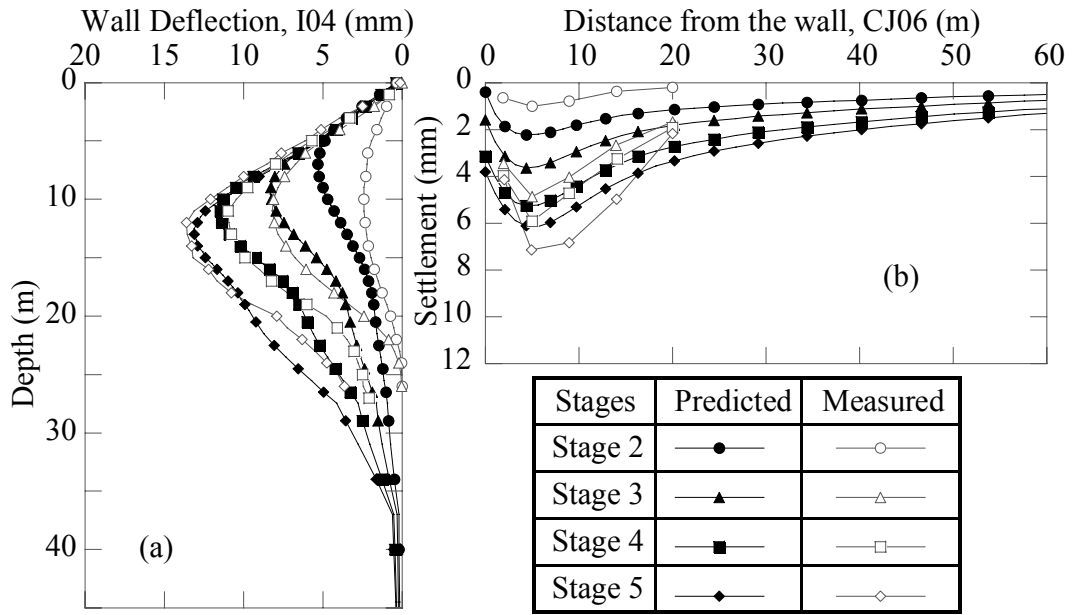 Wall Deflection, I04 (mm)
20 15 10 5 0
0
10
20
30
40
Depth (m)
(a)
Distance from the wall, CJ06 (m)
0 10 20 30 40 50 60
0
2
4
6
8
10
12
Settlement (mm)
(b)
Stages Predicted Measured
Stage 2
Stage 3
Stage 4
Stage 5